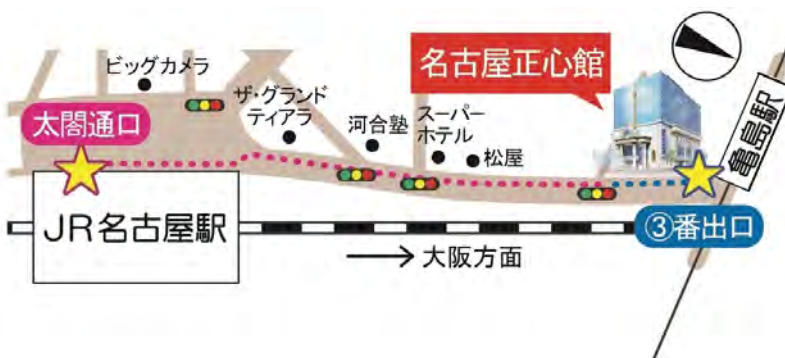 ビッグカメラ
太閤通口
ザ・グランド
ティアラ
河合塾
スーパー
ホテル
松屋
名古屋正心館
亀島駅
③番出口
JR名古屋駅
→大阪方面